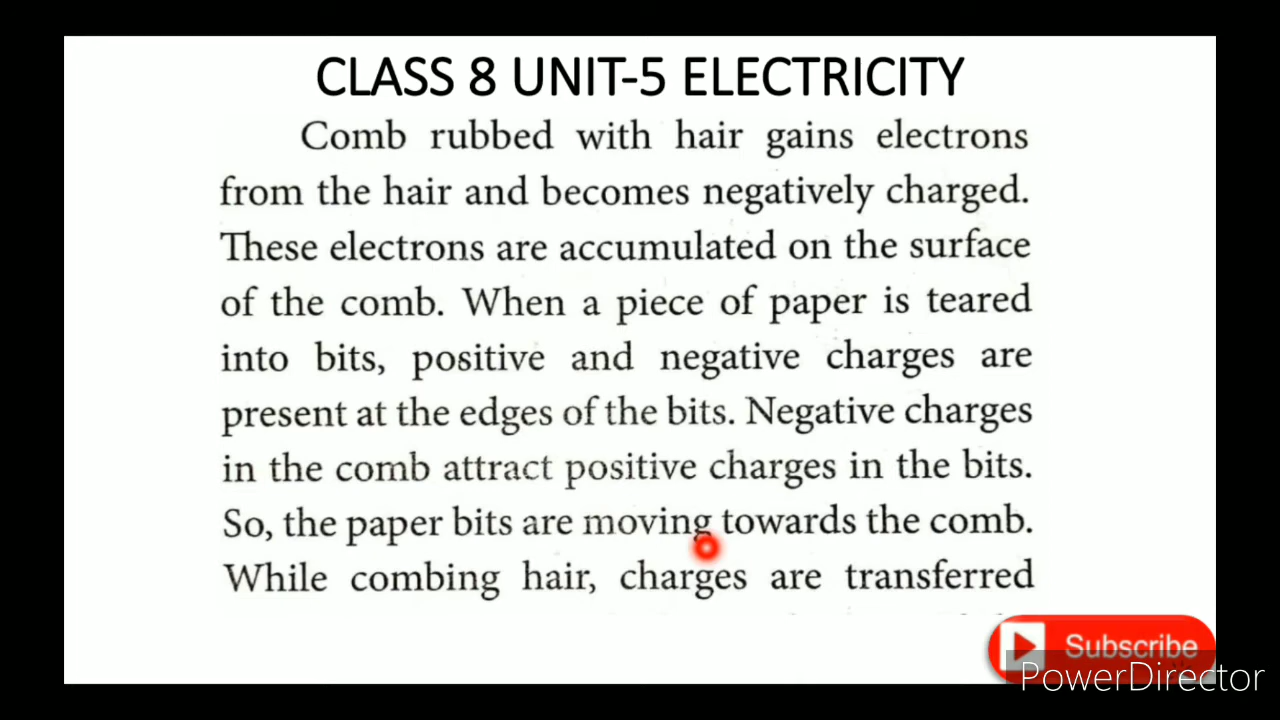 CLASS 8 UNIT-5 ELECTRICITY
Comb rubbed with hair gains electrons
from the hair and becomes negatively charged.
These electrons are accumulated on the surface
of the comb. When a piece of paper is teared
into bits, positive and negative charges are
present at the edges of the bits. Negative charges
in the comb attract positive charges in the bits.
So, the paper bits are moving towards the comb.
While combing hair, charges are transferred
Subscribe
PowerDirector